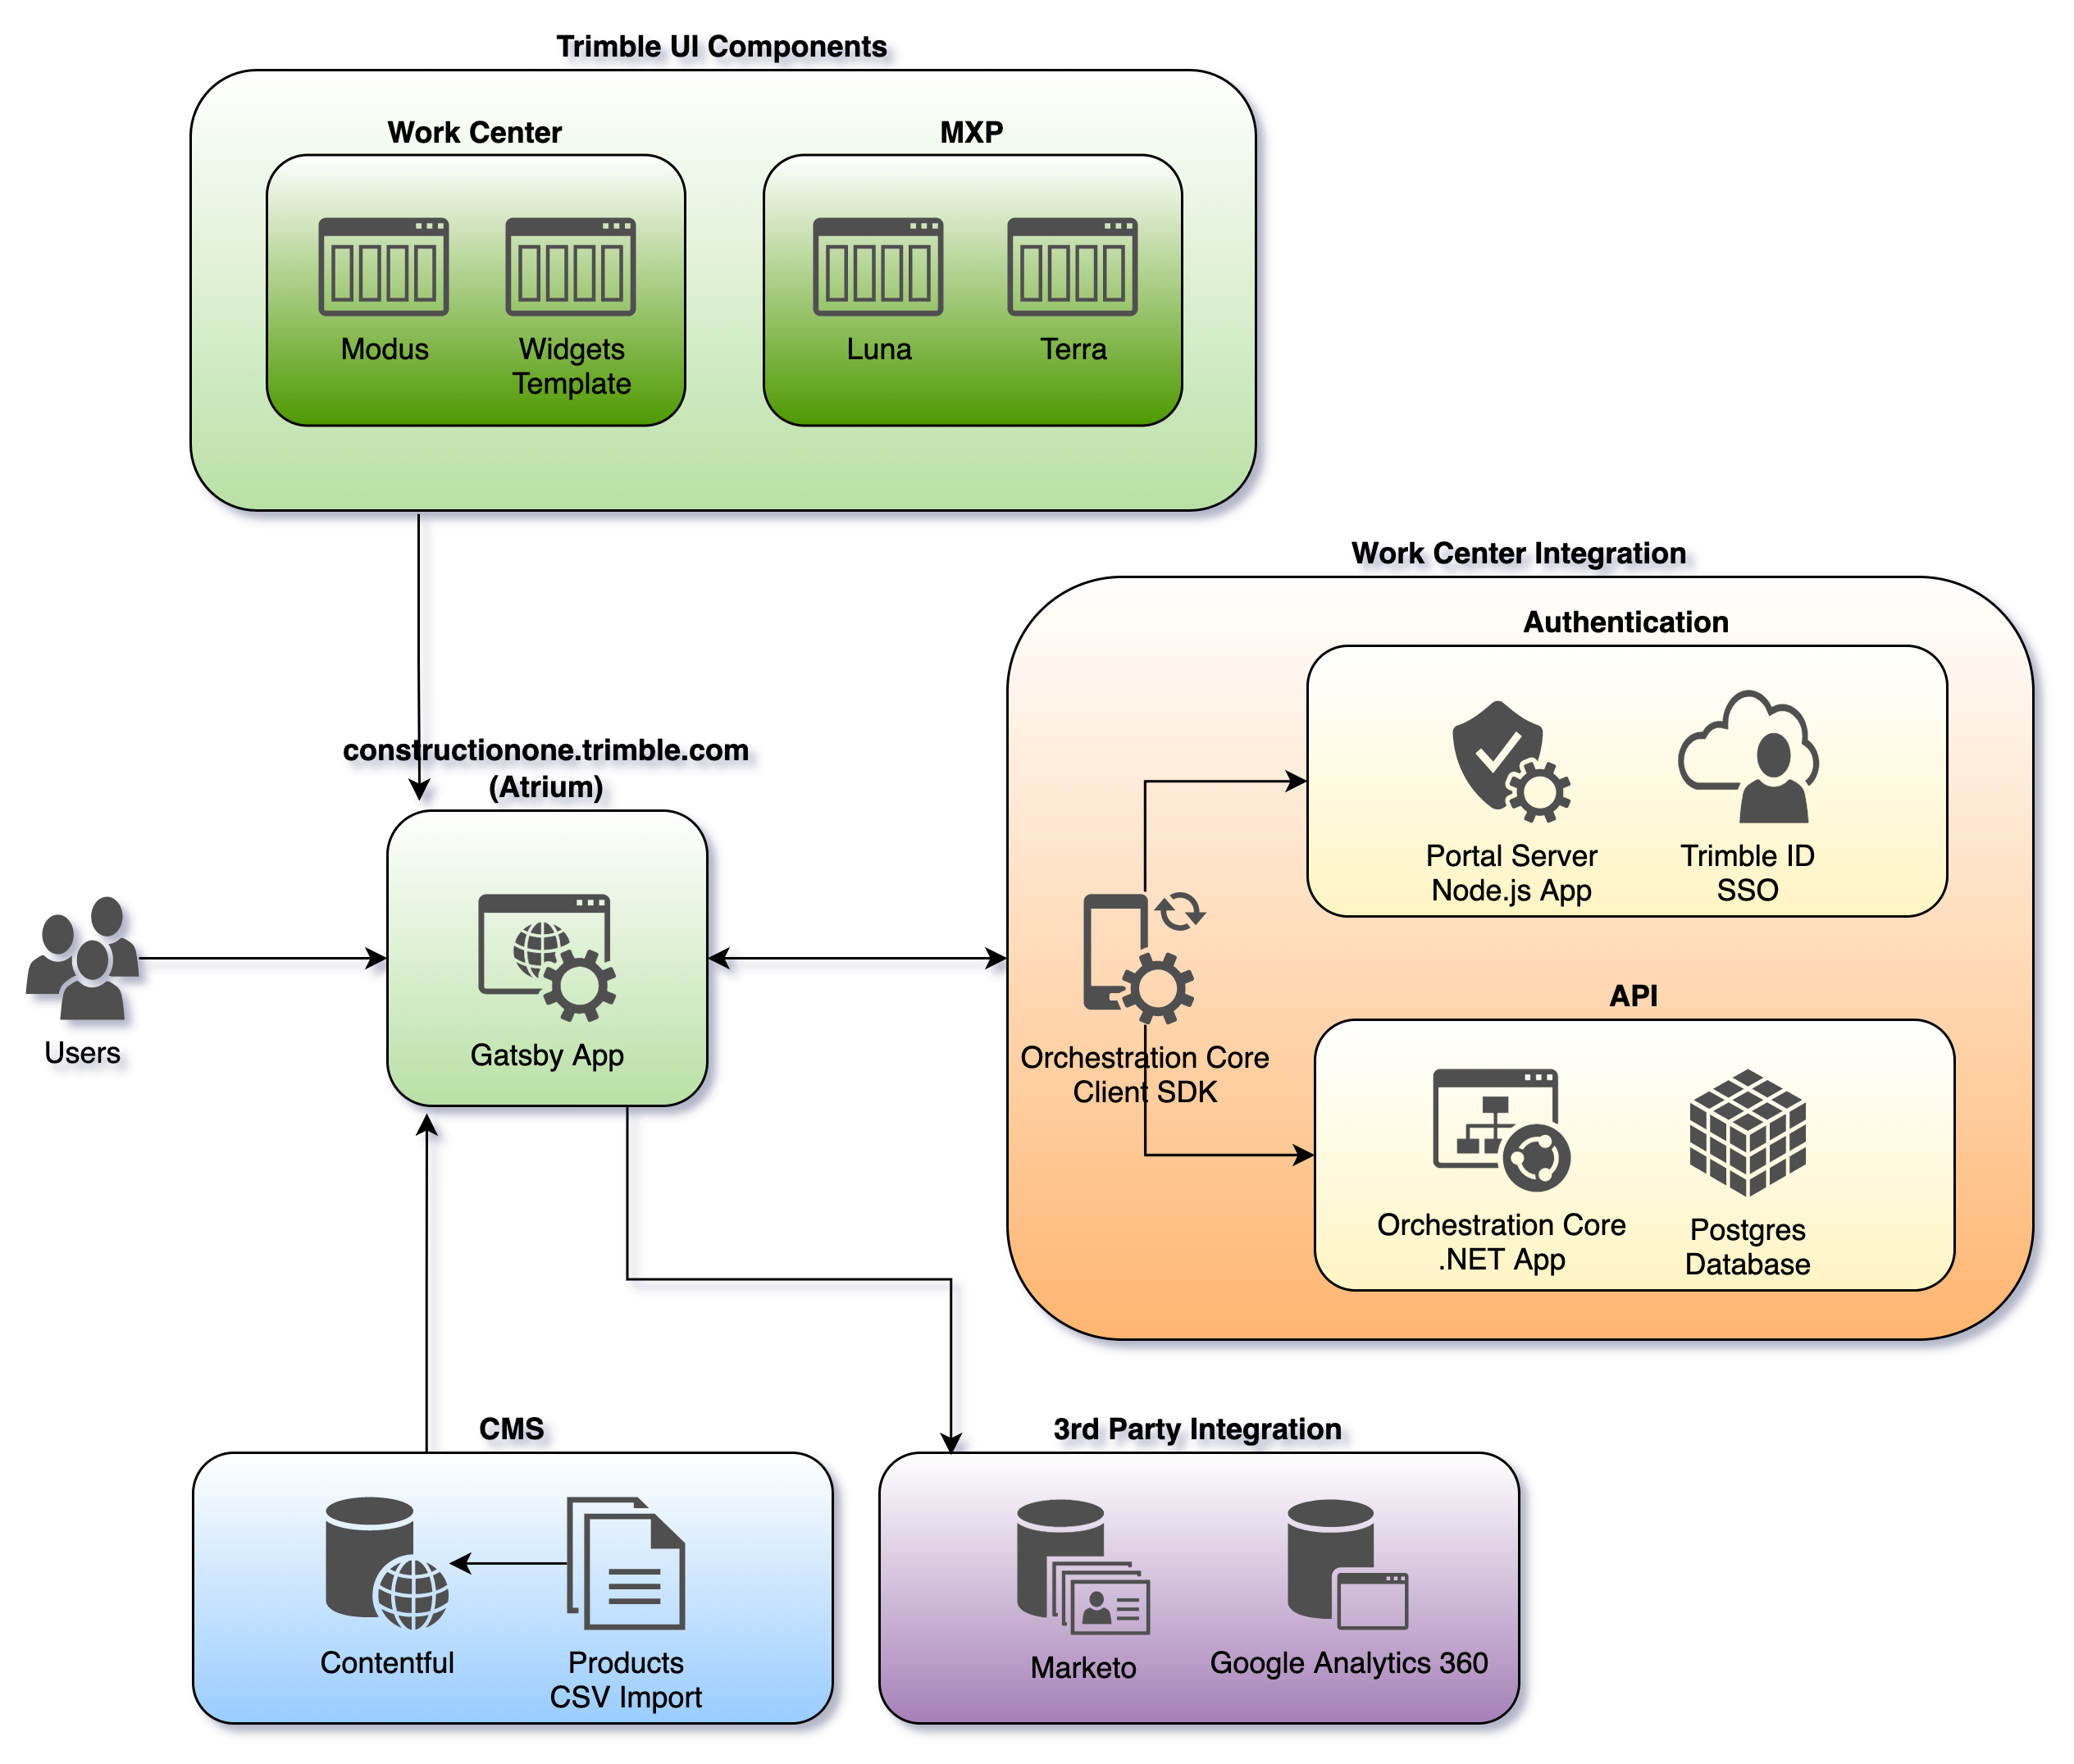 Trimble UI Components
Work Center
MXP
Modus
Widgets
Template
Luna
Terra
Work Center Integration
Authentication
Portal Server
Node.js App
Trimble ID
SSO
constructionone.trimble.com
(Atrium)
Gatsby App
Users
Orchestration Core
Client SDK
API
Orchestration Core
.NET App
Postgres
Database
CMS
Contentful
Products
CSV Import
3rd Party Integration
Marketo
Google Analytics 360